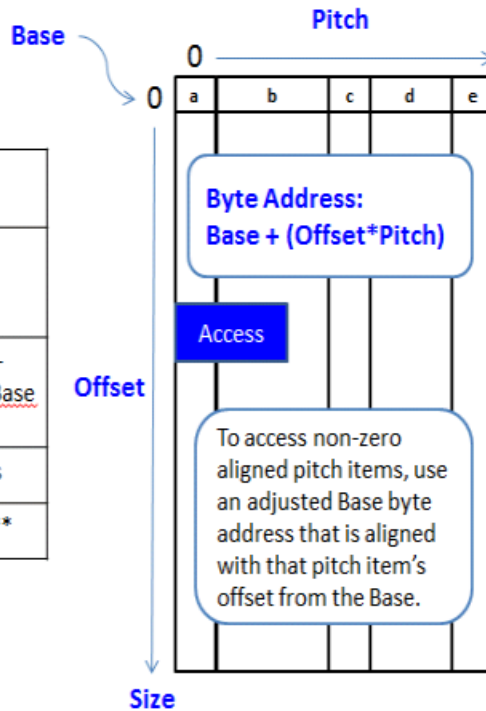 Pitch
Base
0
0
a b c d e
Byte Address:
Base + (Offset*Pitch)
Access
Base
Offset
*
To access non-zero
aligned pitch items, use
an adjusted Base byte
address that is aligned
with that pitch item's
offset from the Base.
Size